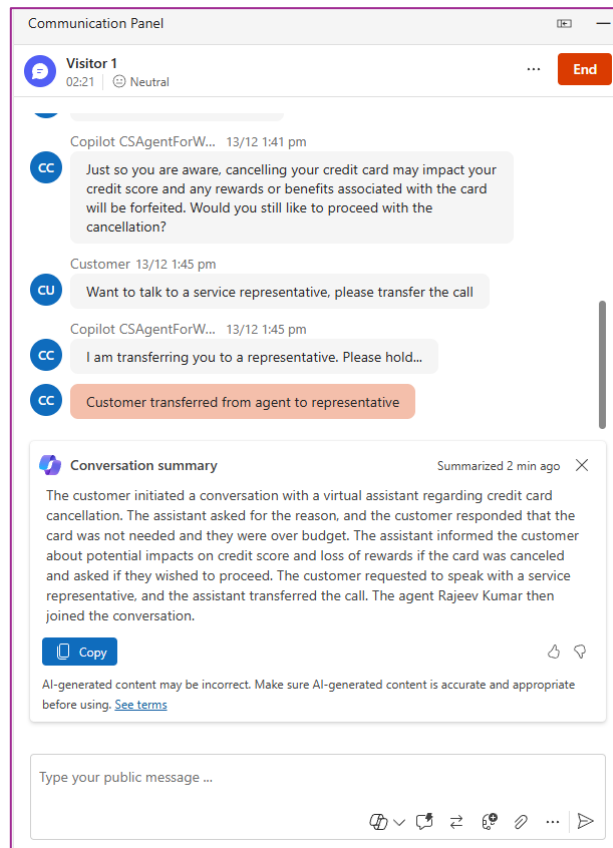 Communication Panel
Visitor 1
02:21
Neutral
End
Copilot CSAgentForW... 13/12 1:41 pm
CC
Just so you are aware, cancelling your credit card may impact your
credit score and any rewards or benefits associated with the card
will be forfeited. Would you still like to proceed with the
cancellation?
Customer 13/12 1:45 pm
CU
Want to talk to a service representative, please transfer the call
Copilot CSAgentForW... 13/12 1:45 pm
CC
I am transferring you to a representative. Please hold...
CC
Customer transferred from agent to representative
Conversation summary
Summarized 2 min ago
The customer initiated a conversation with a virtual assistant regarding credit card
cancellation. The assistant asked for the reason, and the customer responded that the
card was not needed and they were over budget. The assistant informed the customer
about potential impacts on credit score and loss of rewards if the card was canceled
and asked if they wished to proceed. The customer requested to speak with a service
representative, and the assistant transferred the call. The agent Rajeev Kumar then
joined the conversation.
Copy
AI-generated content may be incorrect. Make sure AI-generated content is accurate and appropriate
before using. See terms
Type your public message ...